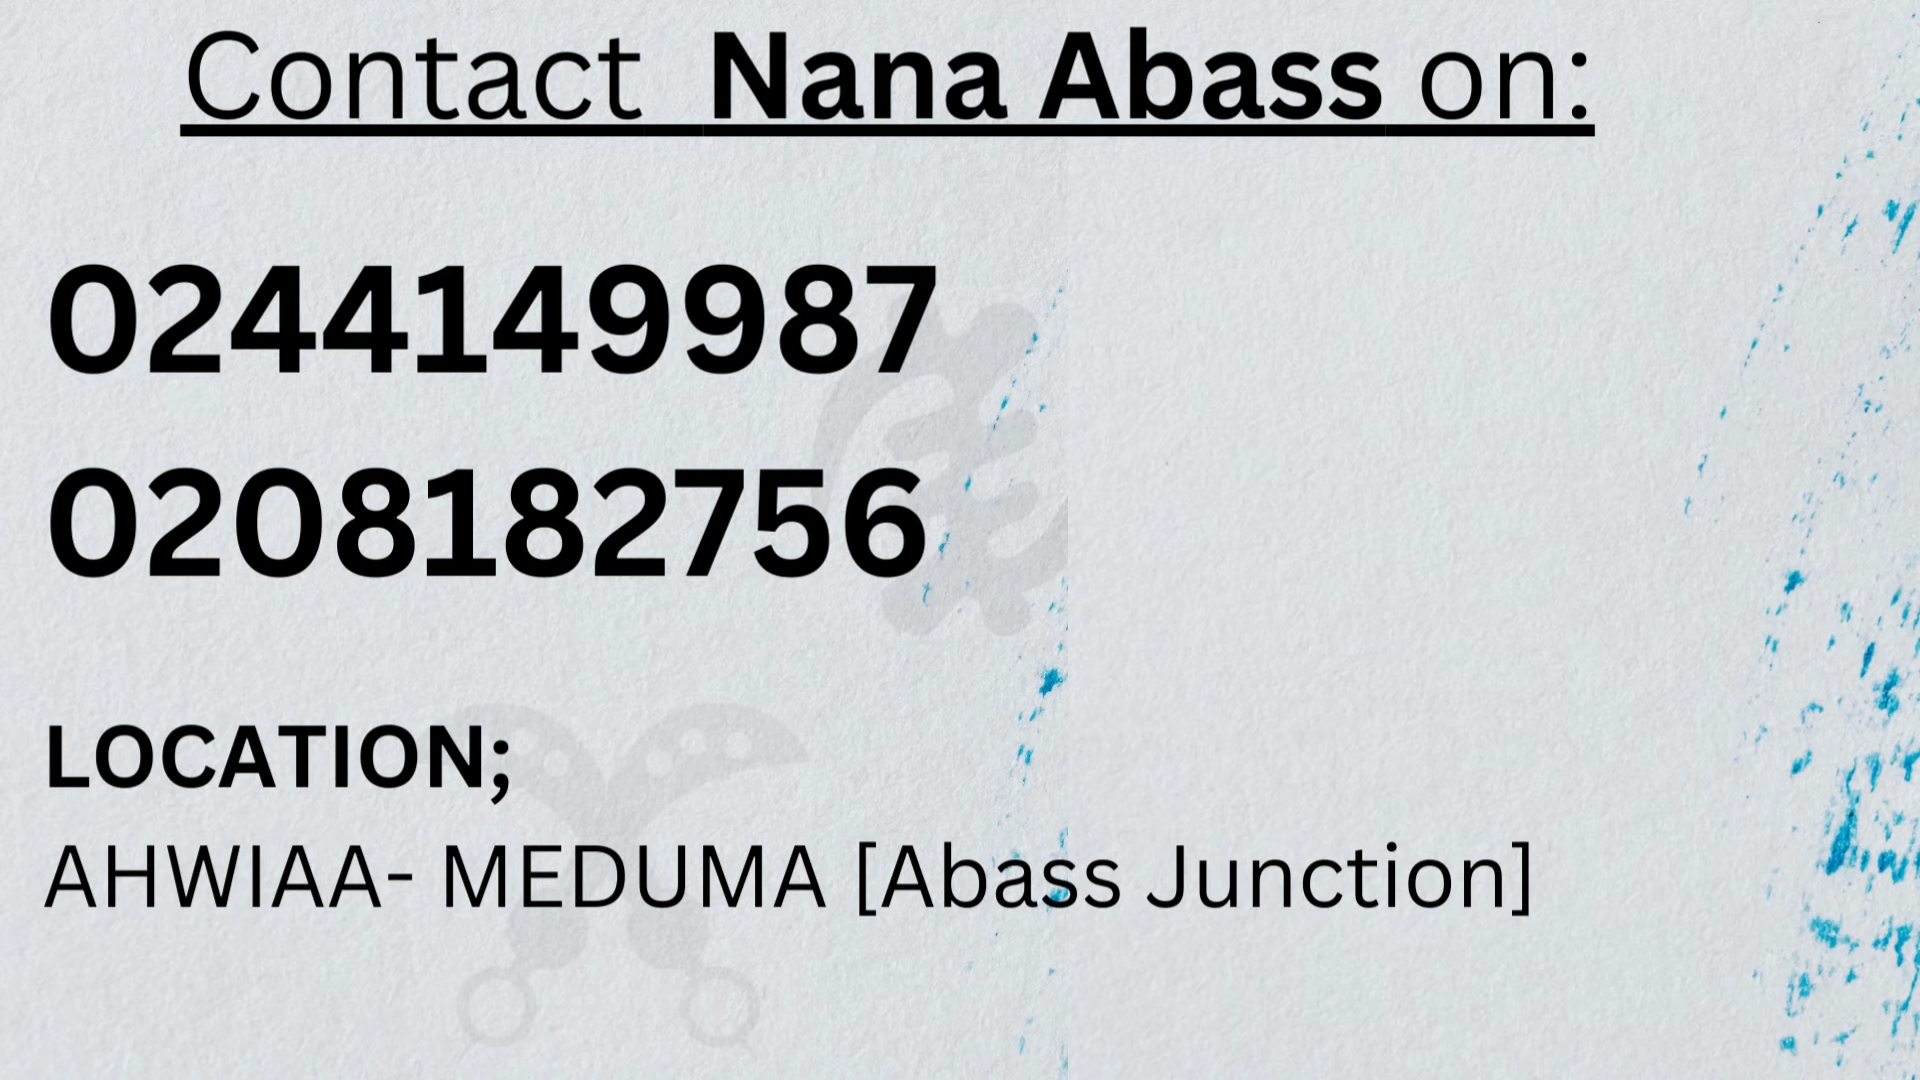 Contact Nana Abass on:
0244149987
0208182756
LOCATION;
AHWIAA- MEDUMA [Abass Junction]